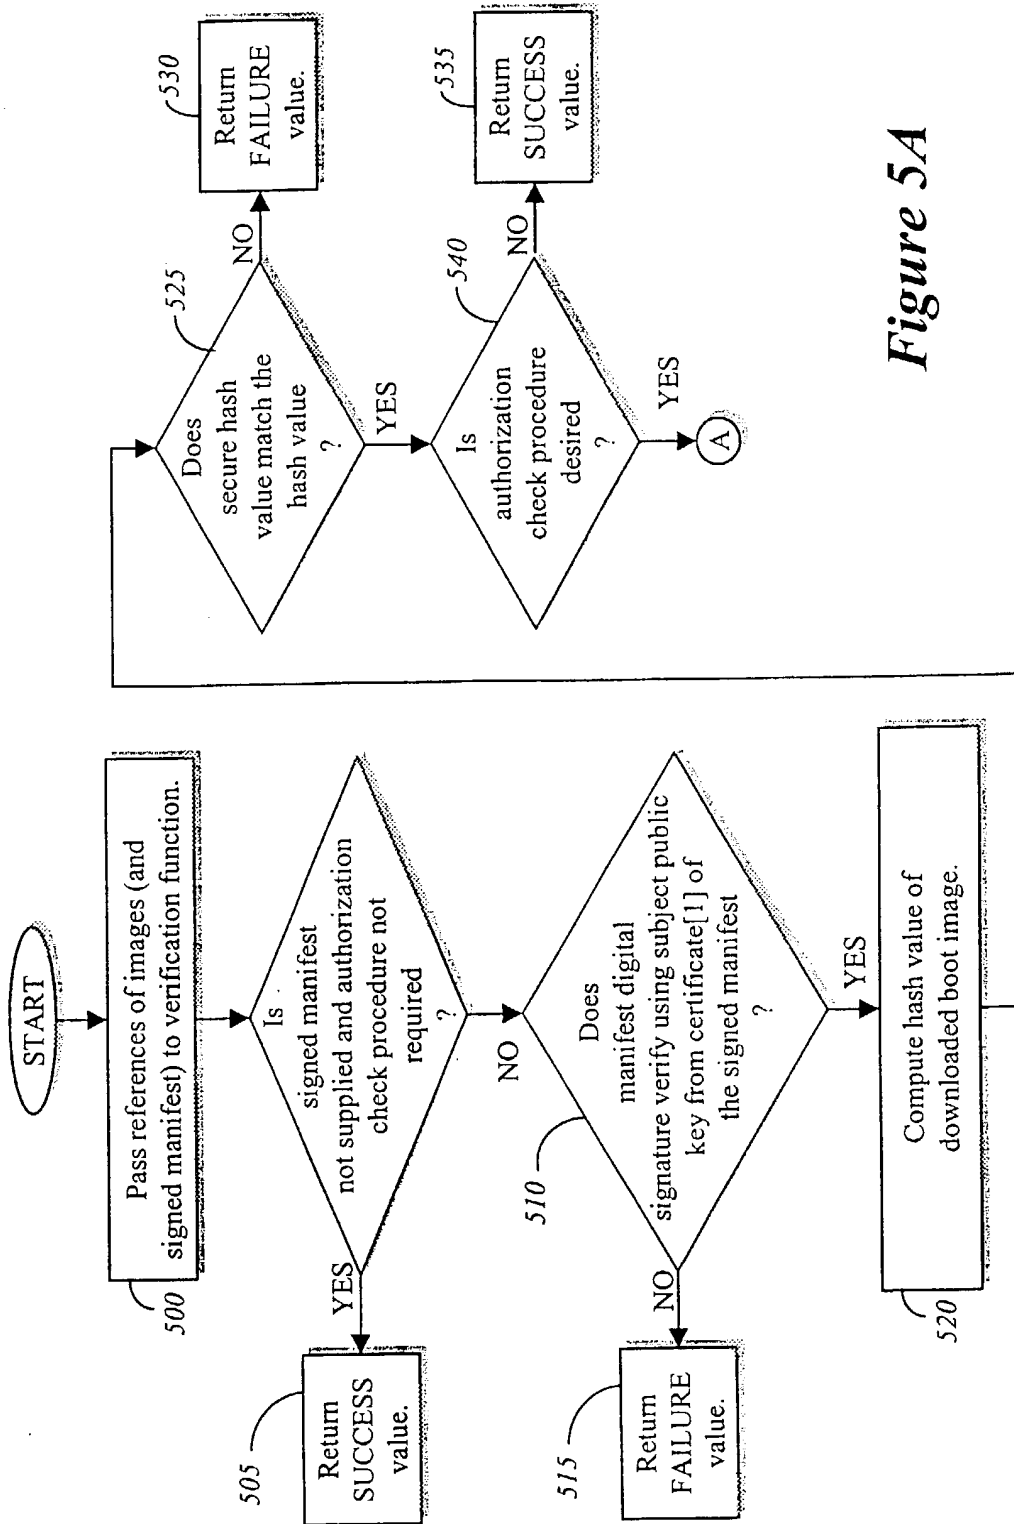 START
Pass references of images (and
signed manifest) to verification function.
500
Is
signed manifest
not supplied and authorization
check procedure not
required
?
YES
505
Return
SUCCESS
value.
NO
510
Does
manifest digital
signature verify using subject public
key from certificate[1] of
the signed manifest
?
NO
515
Return
FAILURE
value.
YES
520
Compute hash value of
downloaded boot image.
525
Does
secure hash
value match the
hash value
?
NO
530
Return
FAILURE
value.
YES
540
Is
authorization
check procedure
desired
?
NO
535
Return
SUCCESS
value.
YES
A
Figure 5A